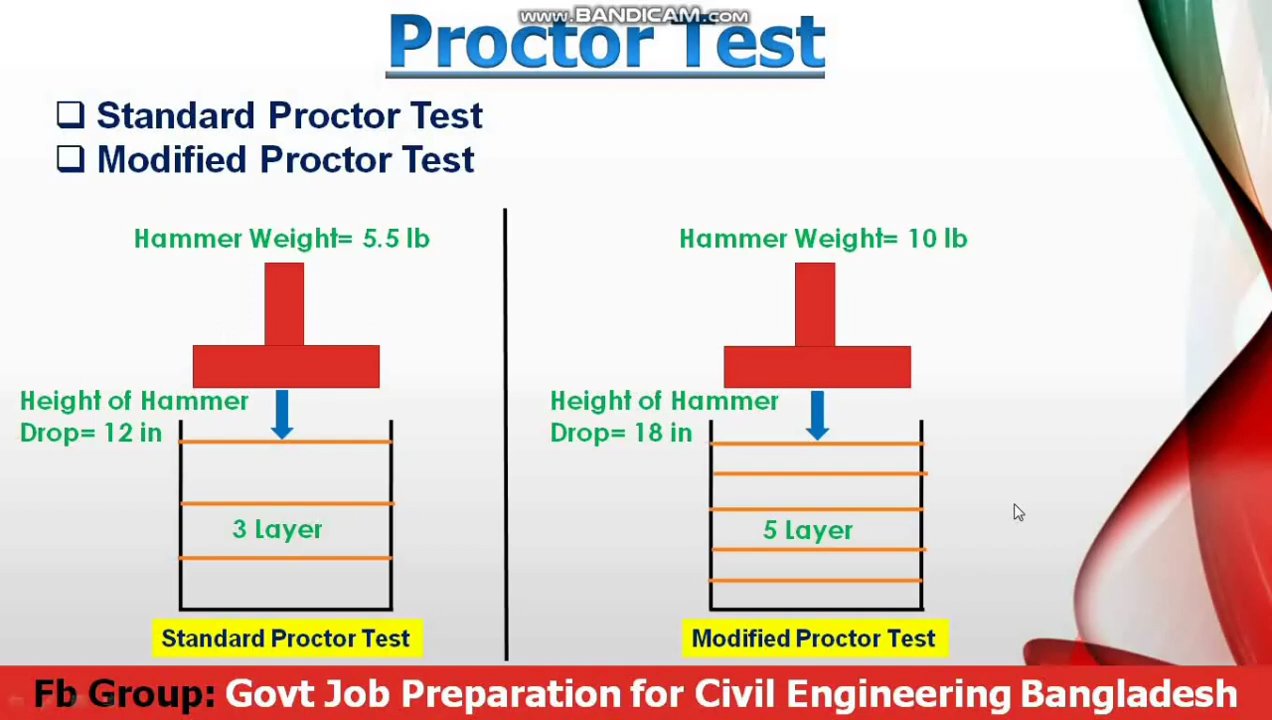 www.BANDICAM.com
Proctor Test
Standard Proctor Test
Modified Proctor Test
Hammer Weight= 5.5 lb
Height of Hammer
Drop= 12 in
3 Layer
Standard Proctor Test
Hammer Weight= 10 lb
Height of Hammer
Drop= 18 in
5 Layer
Modified Proctor Test
Fb Group: Govt Job Preparation for Civil Engineering Bangladesh